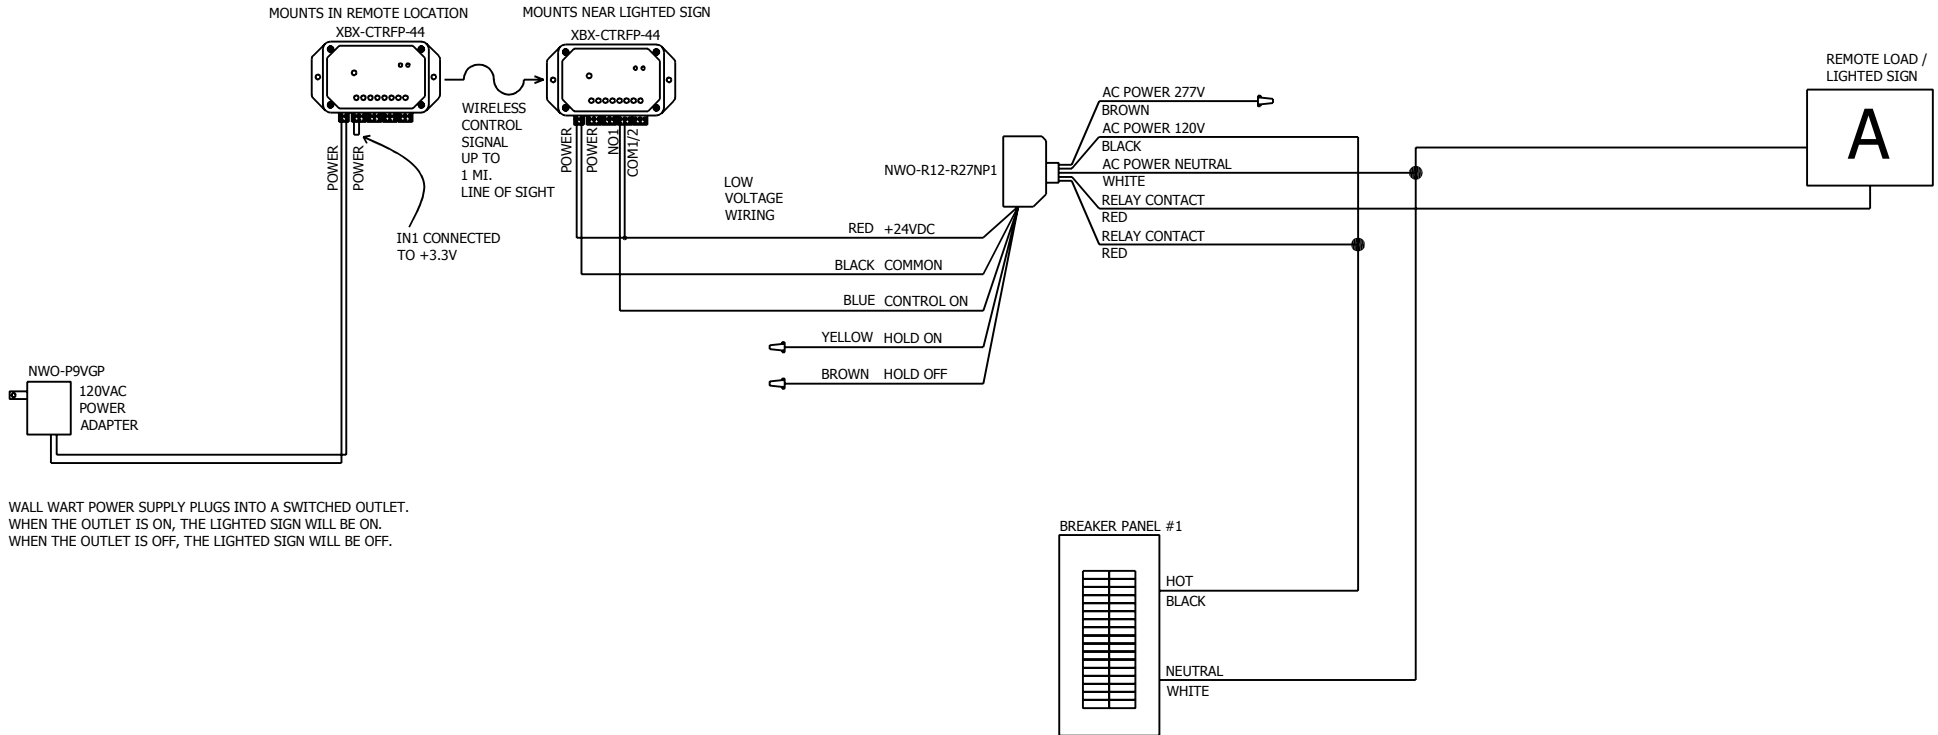 MOUNTS IN REMOTE LOCATION
XBX-CTRFP-44
MOUNTS NEAR LIGHTED SIGN
XBX-CTRFP-44
WIRELESS
CONTROL
SIGNAL
UP TO
1 MI.
LINE OF SIGHT
POWER
POWER
IN1 CONNECTED
TO +3.3V
POWER
POWER
NO1
COM1/2
LOW
VOLTAGE
WIRING
RED +24VDC
BLACK COMMON
BLUE CONTROL ON
YELLOW HOLD ON
BROWN HOLD OFF
NWO-R12-R27NP1
AC POWER 277V
BROWN
AC POWER 120V
BLACK
AC POWER NEUTRAL
WHITE
RELAY CONTACT
RED
RELAY CONTACT
RED
REMOTE LOAD /
LIGHTED SIGN
A
NWO-P9VGP
120VAC
POWER
ADAPTER
WALL WART POWER SUPPLY PLUGS INTO A SWITCHED OUTLET.
WHEN THE OUTLET IS ON, THE LIGHTED SIGN WILL BE ON.
WHEN THE OUTLET IS OFF, THE LIGHTED SIGN WILL BE OFF.
BREAKER PANEL #1
HOT
BLACK
NEUTRAL
WHITE